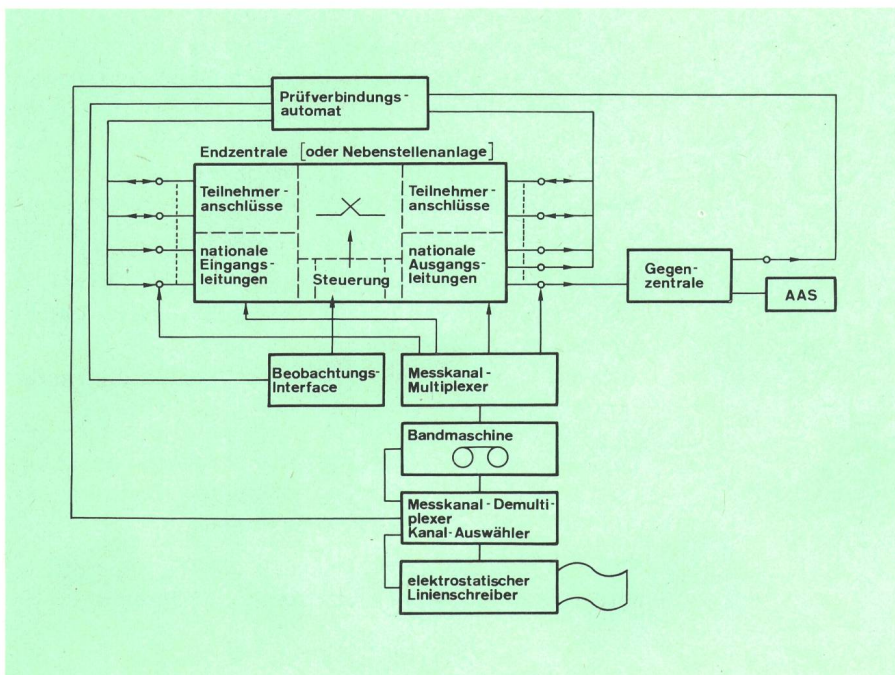 Prüfverbindungs-
automat
Endzentrale [oder Nebenstellenanlage]
Teilnehmer-
anschlüsse
Teilnehmer-
anschlüsse
nationale
Eingangs-
leitungen
Steuerung
nationale
Ausgangs-
leitungen
Gegen-
zentrale
AAS
Beobachtungs-
Interface
Messkanal-
Multiplexer
Bandmaschine
Messkanal-Demulti-
plexer
Kanal-Auswähler
elektrostatischer
Linienschreiber